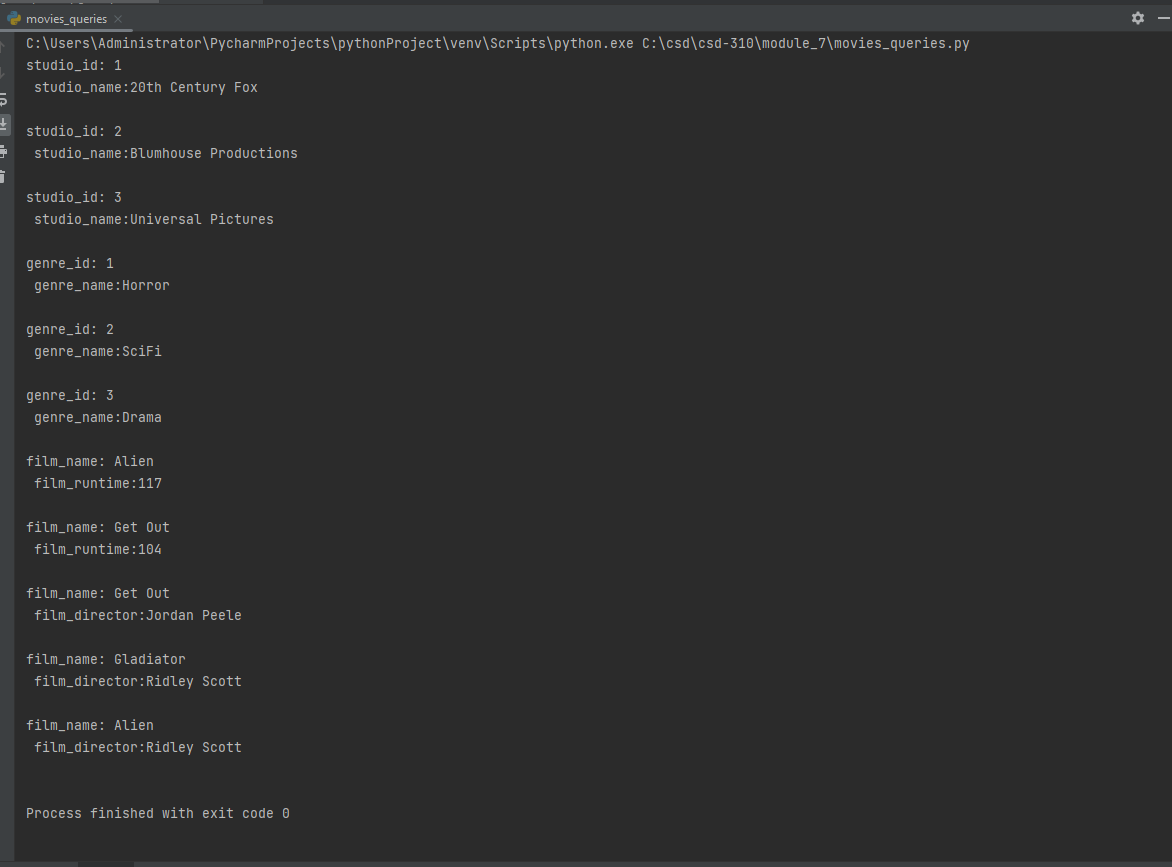 movies_queries
C:\Users\Administrator\PycharmProjects\pythonProject\venv\Scripts\python.exe C:\csd\csd-310\module_7\movies_queries.py
studio_id: 1
studio_name:20th Century Fox
studio_id: 2
studio_name:Blumhouse Productions
studio_id: 3
studio_name:Universal Pictures
genre_id: 1
genre_name:Horror
genre_id: 2
genre_name:SciFi
genre_id: 3
genre_name:Drama
film_name: Alien
film_runtime:117
film_name: Get Out
film_runtime:104
film_name: Get Out
film_director:Jordan Peele
film_name: Gladiator
film_director:Ridley Scott
film_name: Alien
film_director:Ridley Scott
Process finished with exit code 0